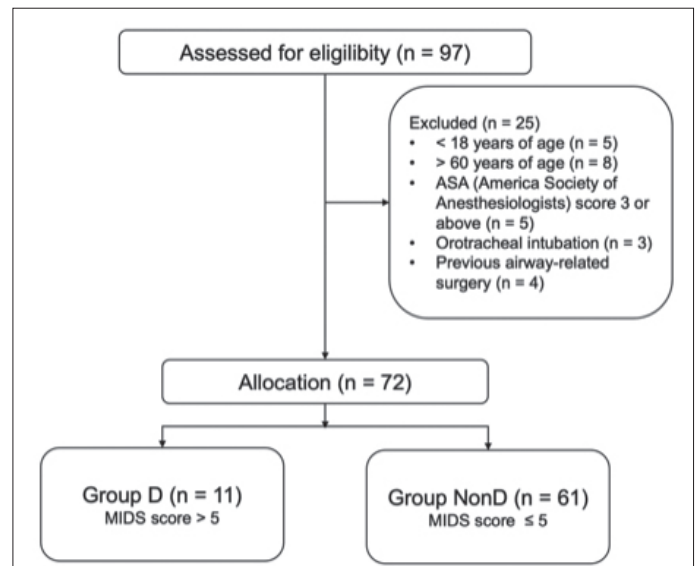 Assessed for eligilibity (n = 97)
Excluded (n = 25)
• < 18 years of age (n = 5)
• > 60 years of age (n = 8)
• ASA (America Society of
Anesthesiologists) score 3 or
above (n = 5)
• Orotracheal intubation (n = 3)
• Previous airway-related
surgery (n = 4)
Allocation (n = 72)
Group D (n = 11)
MIDS score > 5
Group NonD (n = 61)
MIDS score ≤ 5